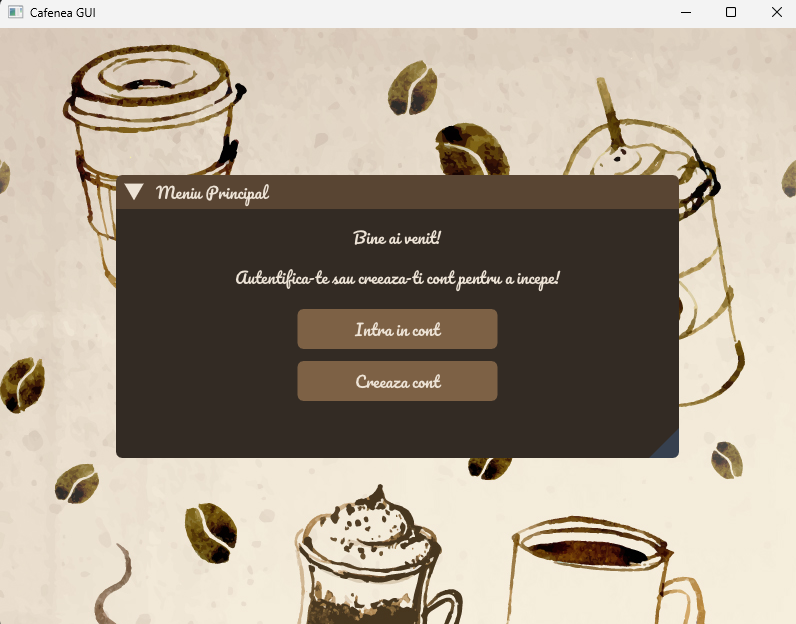 Cafenea GUI
Meniu Principal
Bine ai venit!
Autentifica-te sau creeaza-ti cont pentru a incepe!
Intra in cont
Creeaza cont